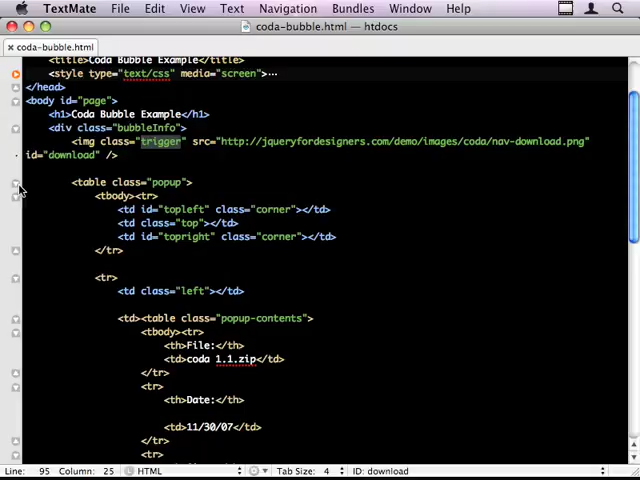 TextMate File Edit View Text Navigation Bundles Window Help
coda-bubble.html — htdocs
× coda-bubble.html
<title>Coda Bubble Example</title>
<style type="text/css" media="screen">...
</head>
<body id="page">
<h1>Coda Bubble Example</h1>
<div class="bubbleInfo">
<img class="trigger" src="http://jqueryfordesigners.com/demo/images/coda/nav-download.png"
id="download" />
<table class="popup">
<tbody><tr>
<td id="topleft" class="corner"></td>
<td class="top"></td>
<td id="topright" class="corner"></td>
</tr>
<tr>
<td class="left"></td>
<td><table class="popup-contents">
<tbody><tr>
<th>File:</th>
<td>coda 1.1.zip</td>
</tr>
<tr>
<th>Date:</th>
<td>11/30/07</td>
</tr>
<tr>
Line: 95 Column: 25 L HTML Tab Size: 4 ID: download